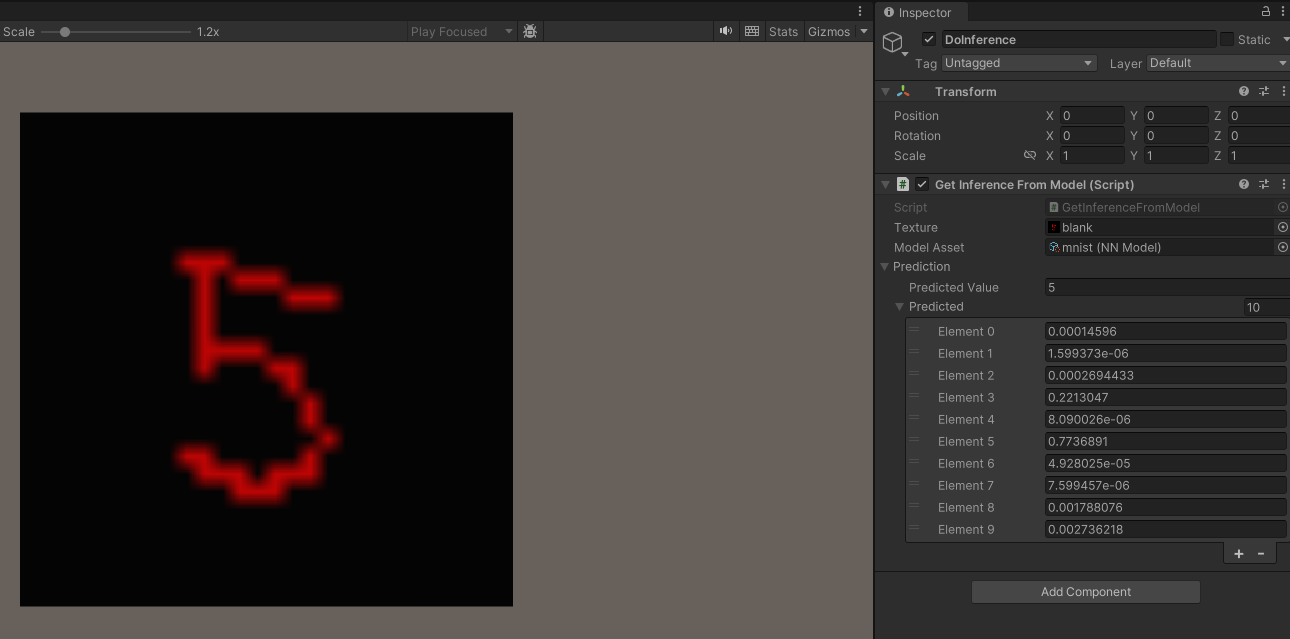 Inspector
Scale 1.2x Play Focused Stats Gizmos
DoInference Static
Tag Untagged Layer Default
Transform
Position X 0 Y 0 Z 0
Rotation X 0 Y 0 Z 0
Scale X 1 Y 1 Z 1
# Get Inference From Model (Script)
Script # GetInferenceFromModel
Texture blank
Model Asset mnist (NN Model)
Prediction
Predicted Value 5
Predicted 10
Element 0 0.00014596
Element 1 1.599373e-06
Element 2 0.0002694433
Element 3 0.2213047
Element 4 8.090026e-06
Element 5 0.7736891
Element 6 4.928025e-05
Element 7 7.599457e-06
Element 8 0.001788076
Element 9 0.002736218
+ -
Add Component
5